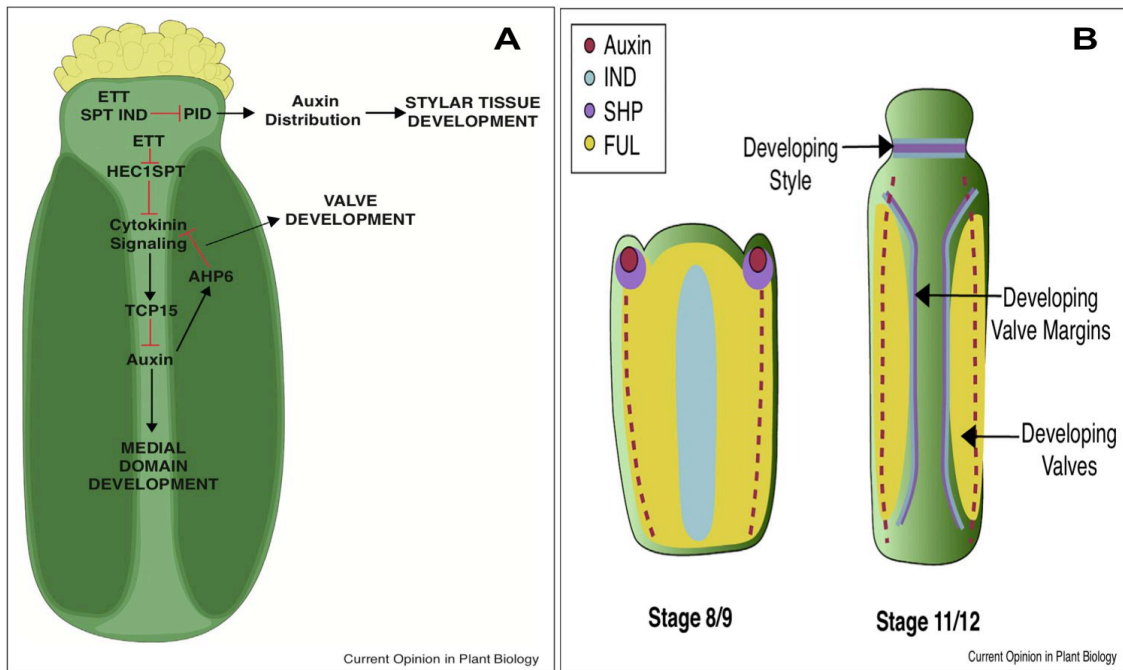 A
ETT
SPT IND
PID
Auxin
Distribution
STYLAR TISSUE
DEVELOPMENT
ETT
HEC1SPT
VALVE
DEVELOPMENT
Cytokinin
Signaling
AHP6
TCP15
Auxin
MEDIAL
DOMAIN
DEVELOPMENT
Current Opinion in Plant Biology
B
Auxin
IND
SHP
FUL
Developing
Style
Developing
Valve Margins
Developing
Valves
Stage 8/9
Stage 11/12
Current Opinion in Plant Biology